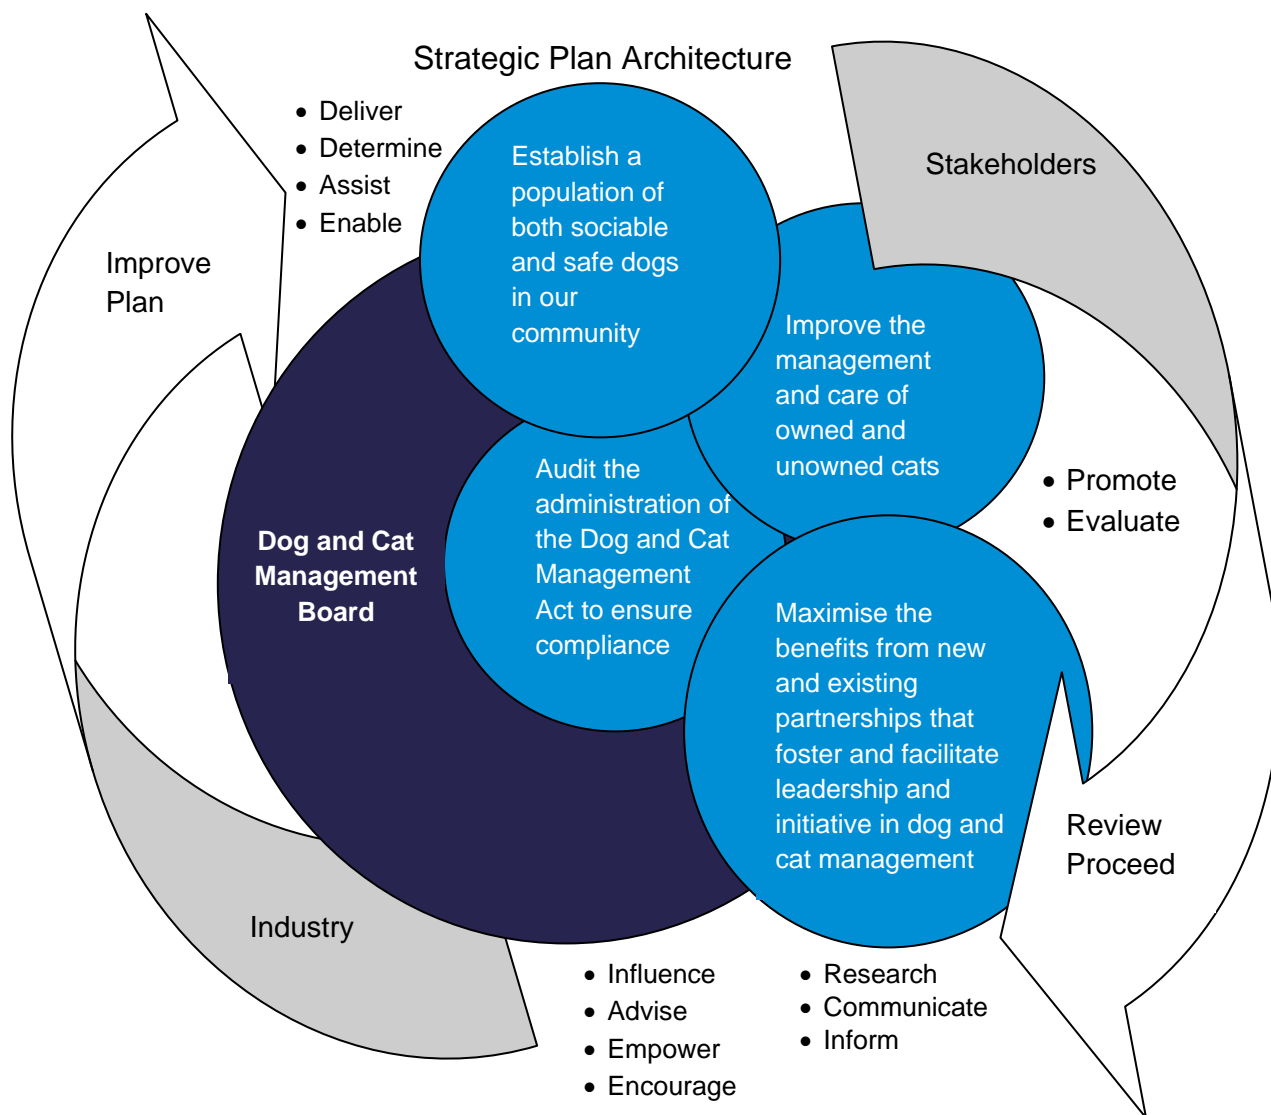 Strategic Plan Architecture
• Deliver
• Determine
• Assist
• Enable
Establish a
population of
both sociable
and safe dogs
in our
community
Stakeholders
Improve
Plan
Improve the
management
and care of
owned and
unowned cats
Audit the
administration of
the Dog and Cat
Management
Act to ensure
compliance
• Promote
• Evaluate
Dog and Cat
Management
Board
Maximise the
benefits from new
and existing
partnerships that
foster and facilitate
leadership and
initiative in dog and
cat management
Review
Proceed
Industry
• Influence
• Advise
• Empower
• Encourage
• Research
• Communicate
• Inform